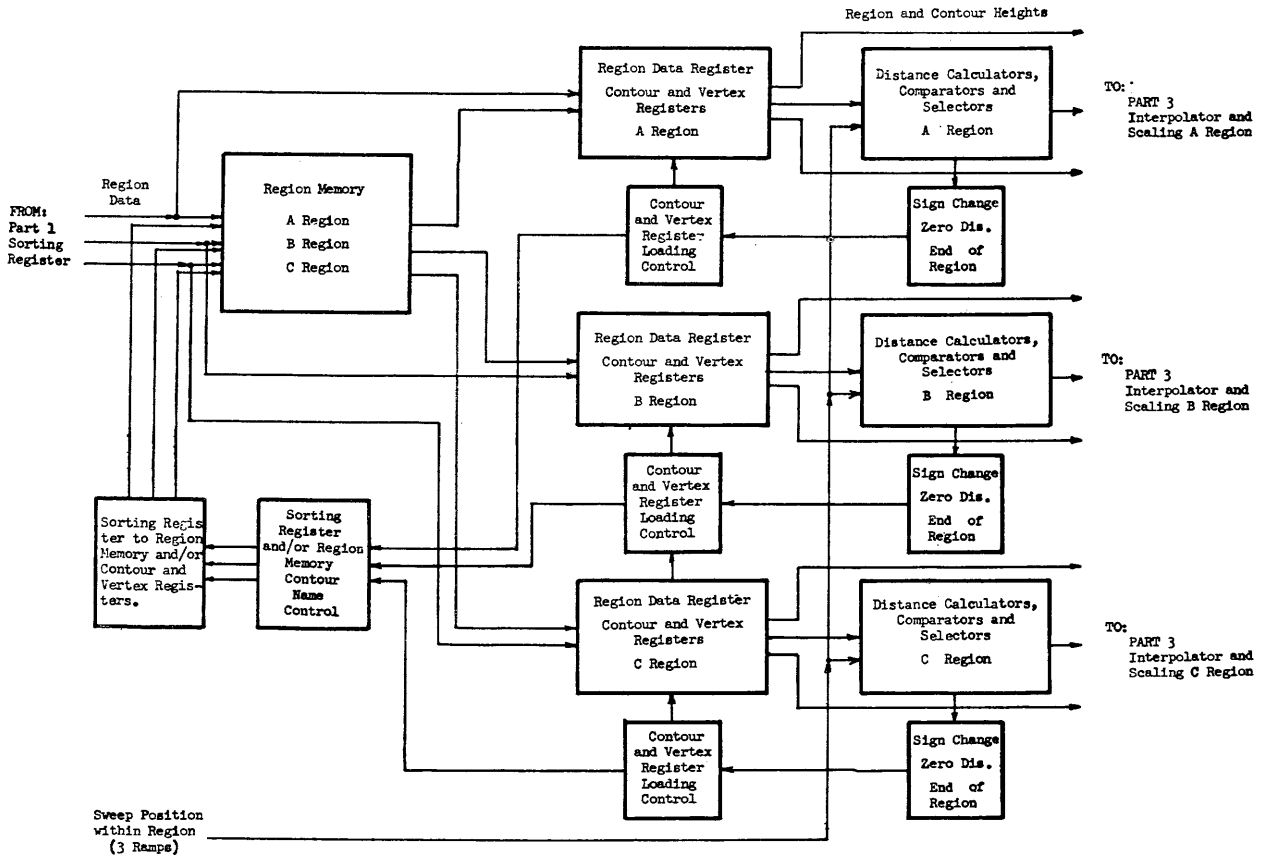 Region and Contour Heights
Region Data Register
Contour and Vertex
Registers
A Region
Distance Calculators,
Comparators and
Selectors
A Region
TO:
PART 3
Interpolator and
Scaling A Region
Region
Data
FROM:
Part 1
Sorting
Register
Region Memory
A Region
B Region
C Region
Contour
and Vertex
Register
Loading
Control
Sign Change
Zero Dis.
End of
Region
Region Data Register
Contour and Vertex
Registers
B Region
Distance Calculators,
Comparators and
Selectors
B Region
TO:
PART 3
Interpolator and
Scaling B Region
Contour
and Vertex
Register
Loading
Control
Sign Change
Zero Dis.
End of
Region
Sorting Regis
ter to Region
Memory and/or
Contour and
Vertex Regis-
ters.
Sorting
Register
and/or Region
Memory
Contour
Name
Control
Region Data Register
Contour and Vertex
Registers
C Region
Distance Calculators,
Comparators and
Selectors
C Region
TO:
PART 3
Interpolator and
Scaling C Region
Contour
and Vertex
Register
Loading
Control
Sign Change
Zero Dis.
End of
Region
Sweep Position
within Region
(3 Ramps)